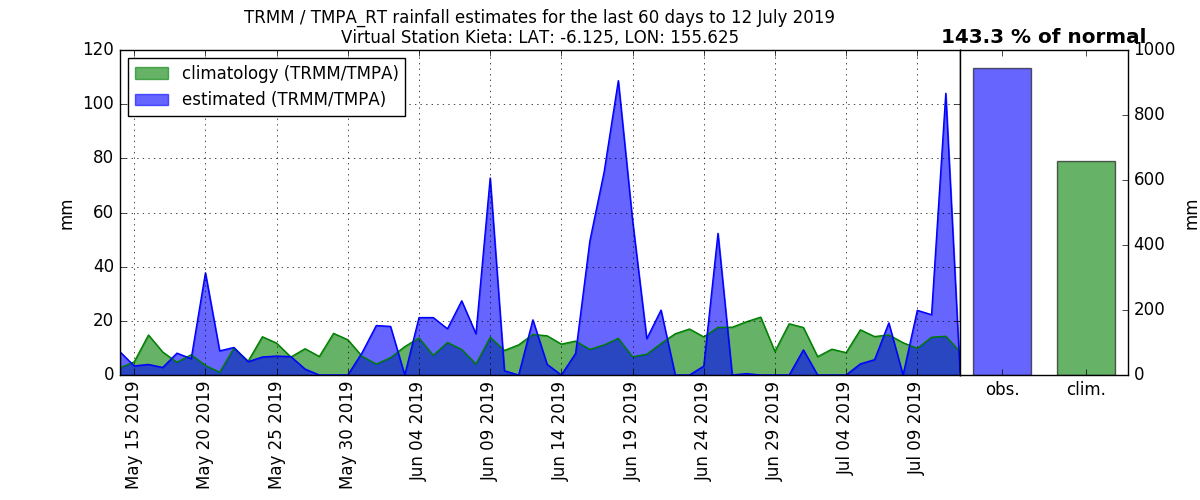 TRMM / TMPA_RT rainfall estimates for the last 60 days to 12 July 2019
Virtual Station Kieta: LAT: -6.125, LON: 155.625
143.3 % of normal
climatology (TRMM/TMPA)
estimated (TRMM/TMPA)
120
100
80
60
40
20
0
mm
May 15 2019
May 20 2019
May 25 2019
May 30 2019
Jun 04 2019
Jun 09 2019
Jun 14 2019
Jun 19 2019
Jun 24 2019
Jun 29 2019
Jul 04 2019
Jul 09 2019
obs.
clim.
1000
800
600
400
200
0
mm